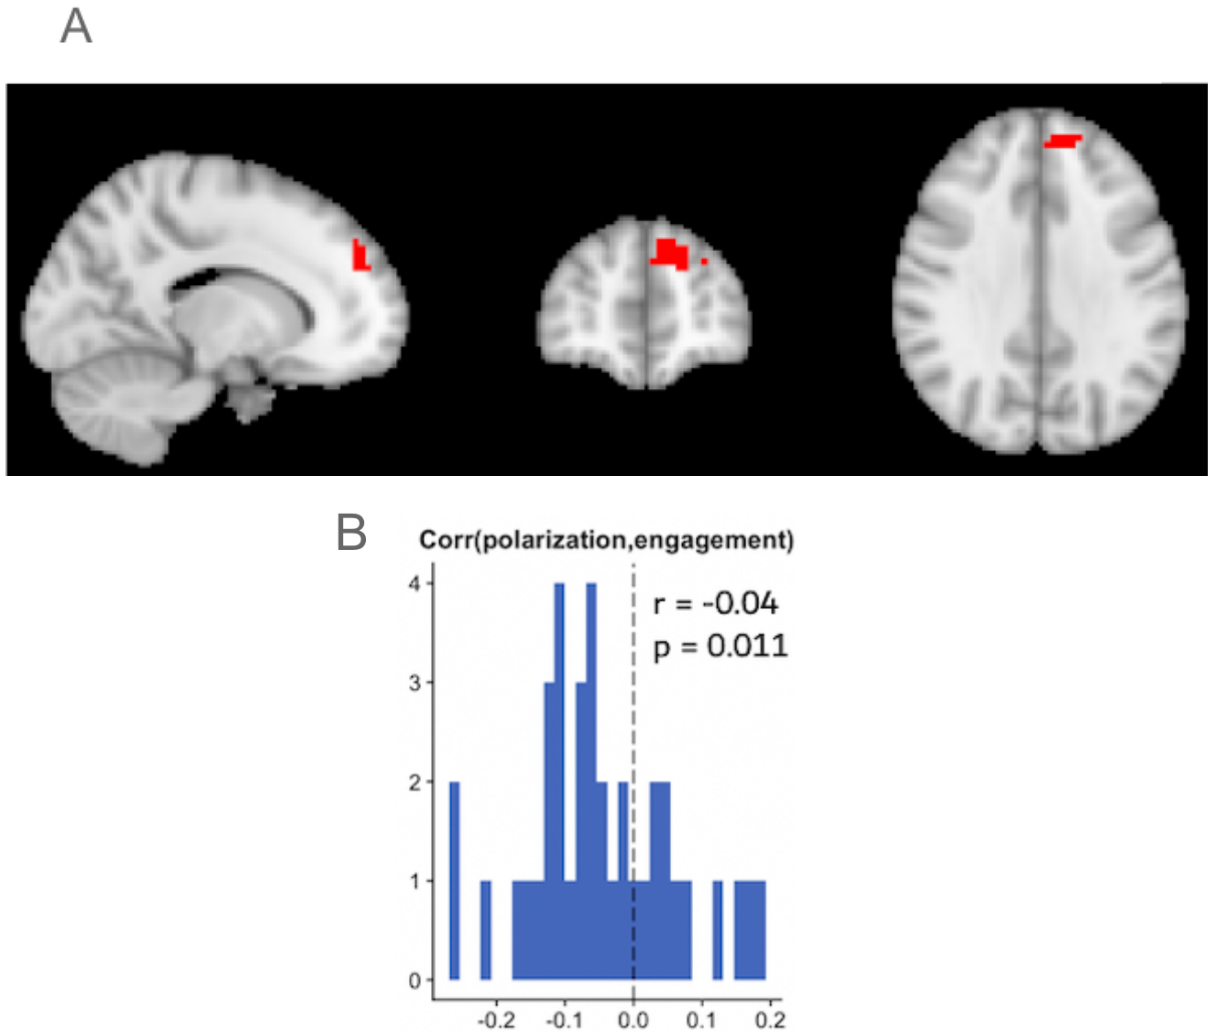 A
B
Corr(polarization,engagement)
r = -0.04
p = 0.011
4
3
2
1
0
-0.2 -0.1 0.0 0.1 0.2